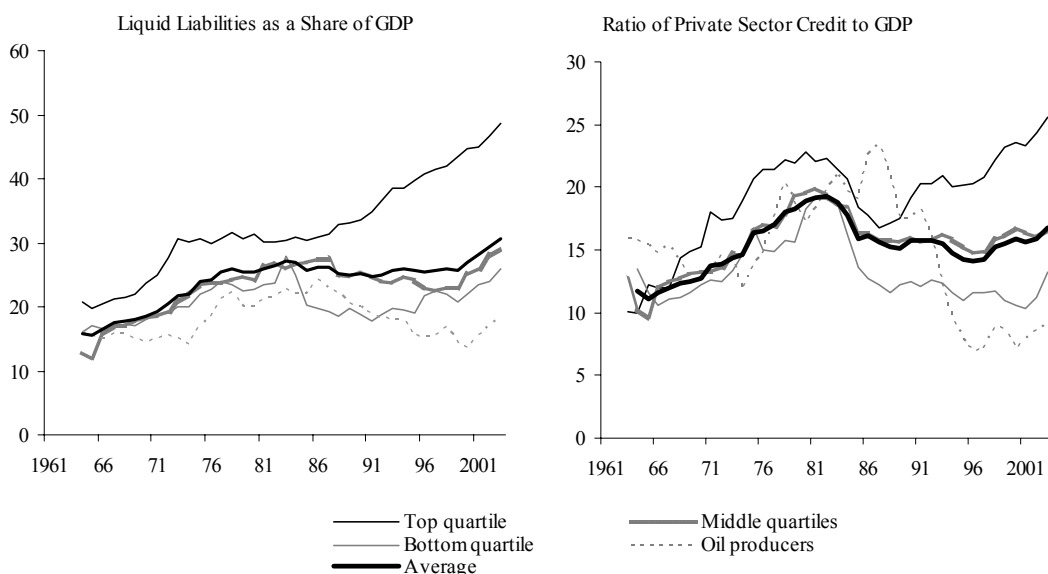 Liquid Liabilities as a Share of GDP
60
50
40
30
20
10
0
1961 66 71 76 81 86 91 96 2001
Ratio of Private Sector Credit to GDP
30
25
20
15
10
5
0
1961 66 71 76 81 86 91 96 2001
Top quartile
Bottom quartile
Average
Middle quartiles
Oil producers